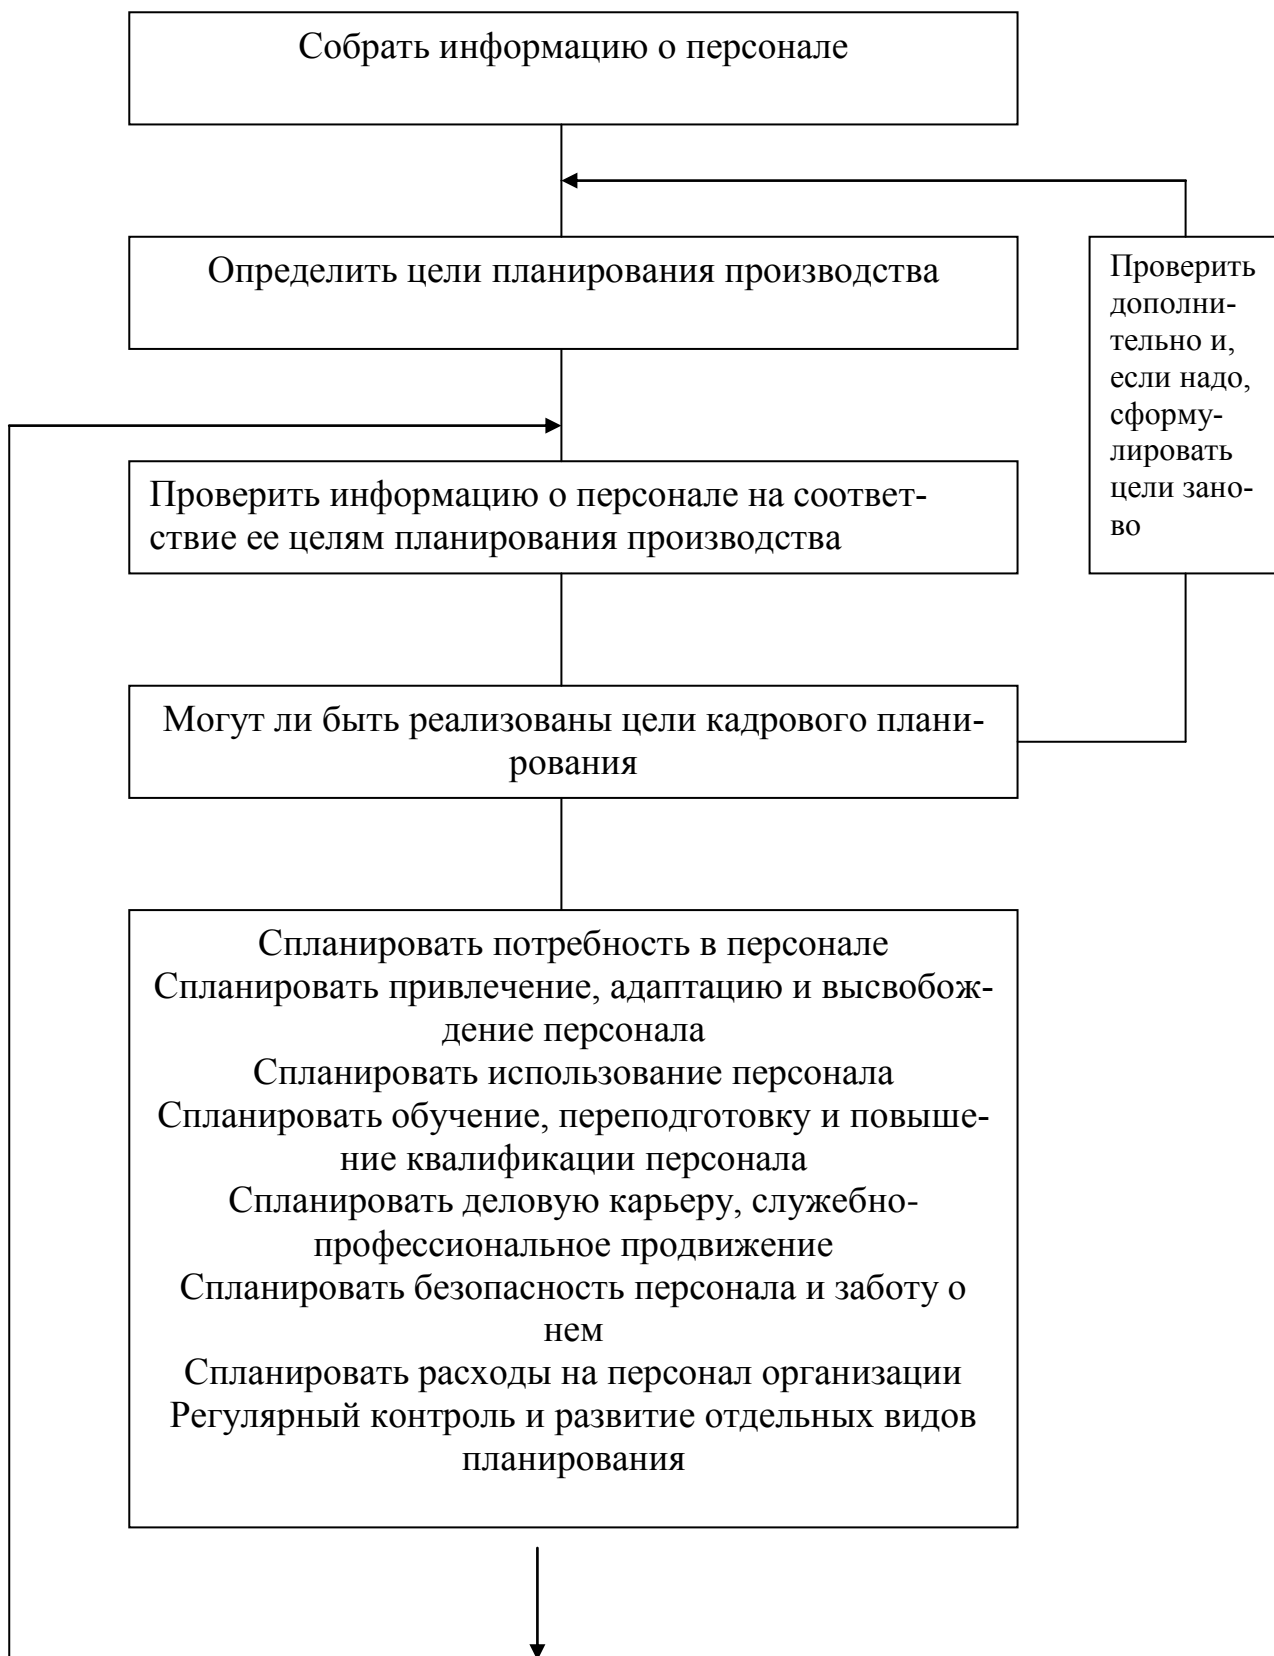 Собрать информацию о персонале
Определить цели планирования производства
Проверить
дополни-
тельно и,
если надо,
сформу-
лировать
цели зано-
во
Проверить информацию о персонале на соответ-
ствие ее целям планирования производства
Могут ли быть реализованы цели кадрового плани-
рования
Спланировать потребность в персонале
Спланировать привлечение, адаптацию и высвобож-
дение персонала
Спланировать использование персонала
Спланировать обучение, переподготовку и повыше-
ние квалификации персонала
Спланировать деловую карьеру, служебно-
профессиональное продвижение
Спланировать безопасность персонала и заботу о
нем
Спланировать расходы на персонал организации
Регулярный контроль и развитие отдельных видов
планирования